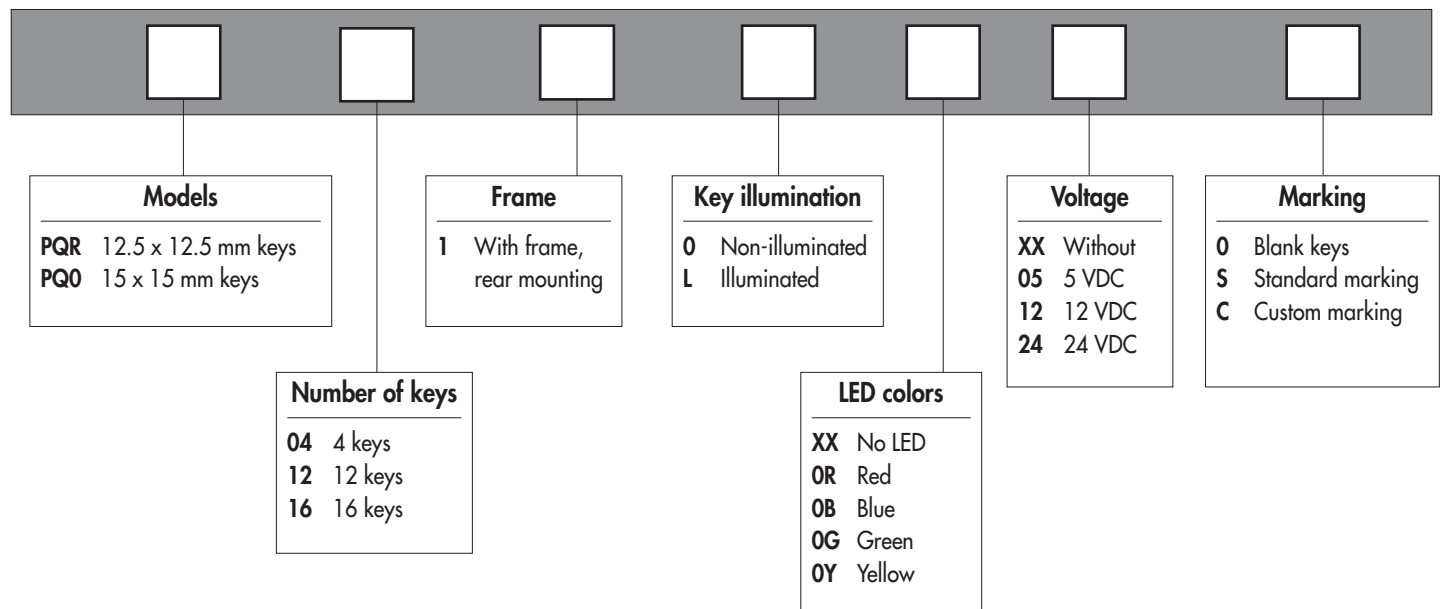 Models
PQR 12.5 x 12.5 mm keys
PQ0 15 x 15 mm keys
Number of keys
04 4 keys
12 12 keys
16 16 keys
Frame
1 With frame,
rear mounting
Key illumination
0 Non-illuminated
L Illuminated
LED colors
XX No LED
0R Red
0B Blue
0G Green
0Y Yellow
Voltage
XX Without
05 5 VDC
12 12 VDC
24 24 VDC
Marking
0 Blank keys
S Standard marking
C Custom marking